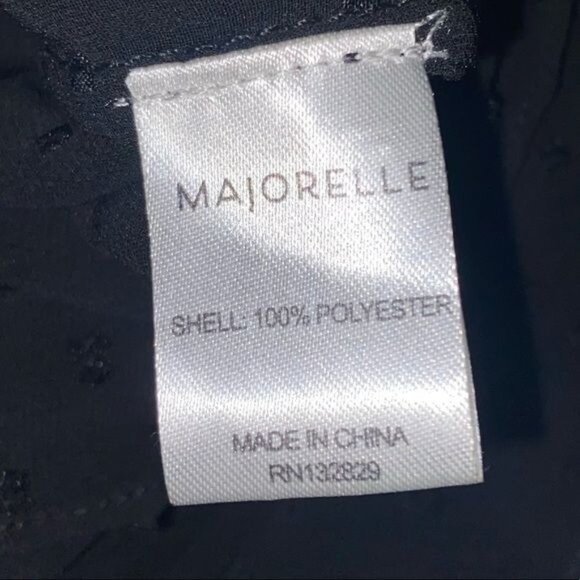 MAJORELLE
SHELL: 100% POLYESTER
MADE IN CHINA
RN132829